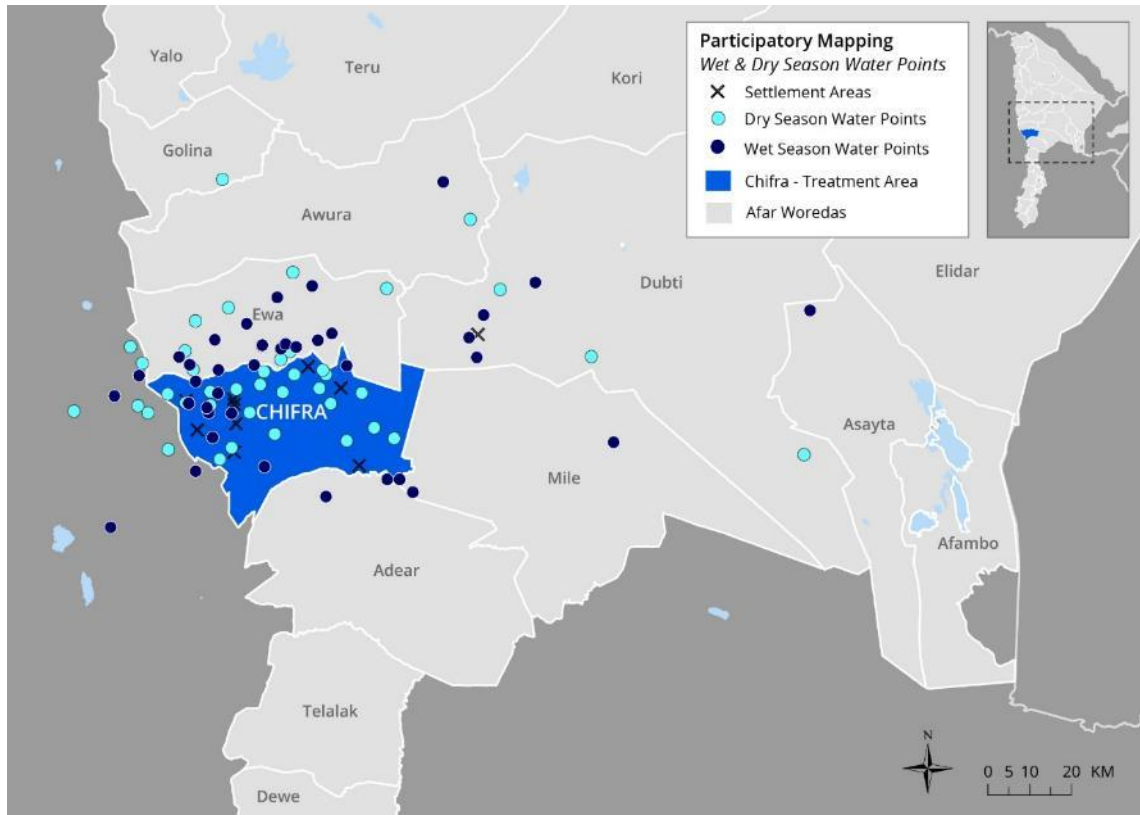 Participatory Mapping
Wet & Dry Season Water Points
Settlement Areas
Dry Season Water Points
Wet Season Water Points
Chifra - Treatment Area
Afar Woredas
Yalo
Teru
Kori
Golina
Awura
Elidar
Dubti
Ewa
CHIFRA
Asayta
Mile
Afambo
Adear
Telalak
Dewe
N
0 5 10 20 KM